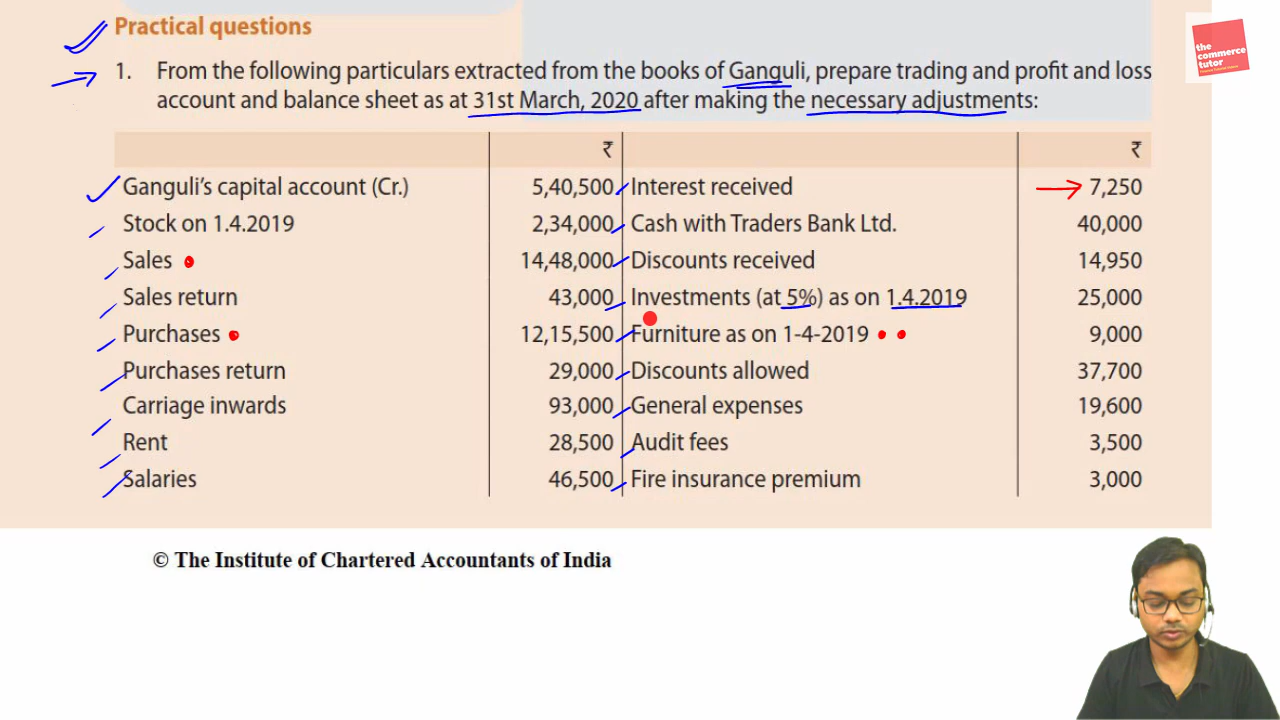 Practical questions
the
commerce
tutor
1. From the following particulars extracted from the books of Ganguli, prepare trading and profit and loss
account and balance sheet as at 31st March, 2020 after making the necessary adjustments:
₹ ₹
Ganguli's capital account (Cr.) 5,40,500 Interest received 7,250
Stock on 1.4.2019 2,34,000 Cash with Traders Bank Ltd. 40,000
Sales 14,48,000 Discounts received 14,950
Sales return 43,000 Investments (at 5%) as on 1.4.2019 25,000
Purchases 12,15,500 Furniture as on 1-4-2019 9,000
Purchases return 29,000 Discounts allowed 37,700
Carriage inwards 93,000 General expenses 19,600
Rent 28,500 Audit fees 3,500
Salaries 46,500 Fire insurance premium 3,000
© The Institute of Chartered Accountants of India